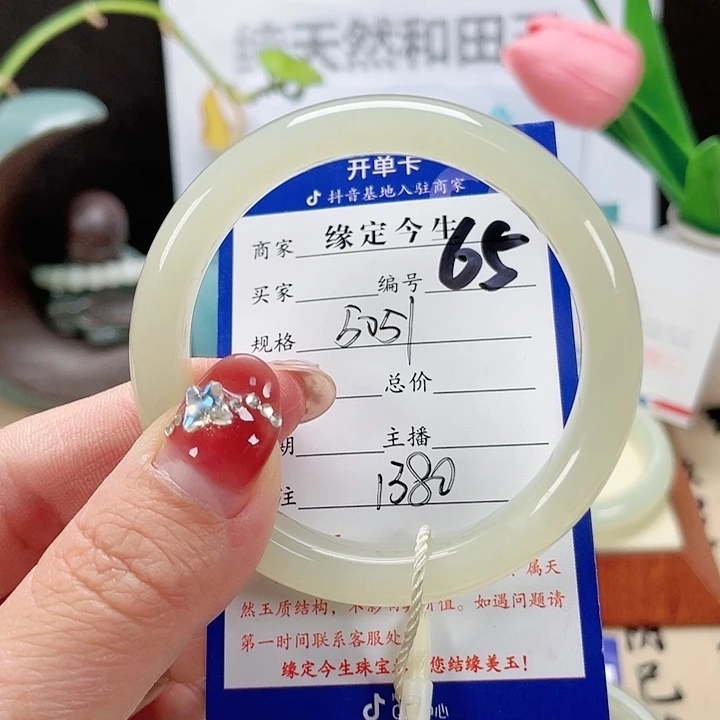 纯天然和田
开单卡
抖音基地入驻商家
商家 缘定今生
买家 编号 65
规格 5051
总价
期 主播
注 1380
属天
然玉质结构，不影响其价值。如遇问题请
第一时间联系客服处
缘定今生珠宝 您结缘美玉！